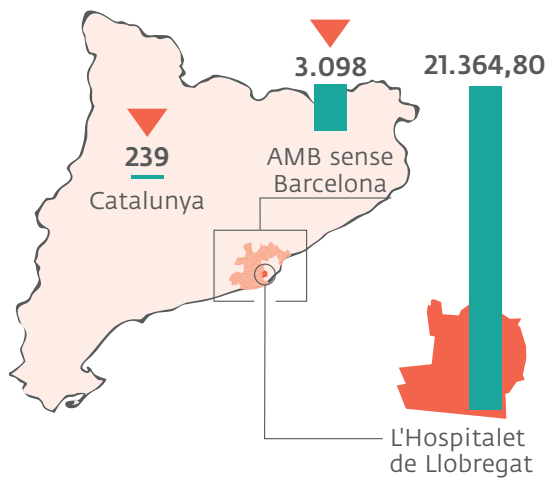 3.098
21.364,80
239
Catalunya
AMB sense
Barcelona
L'Hospitalet
de Llobregat